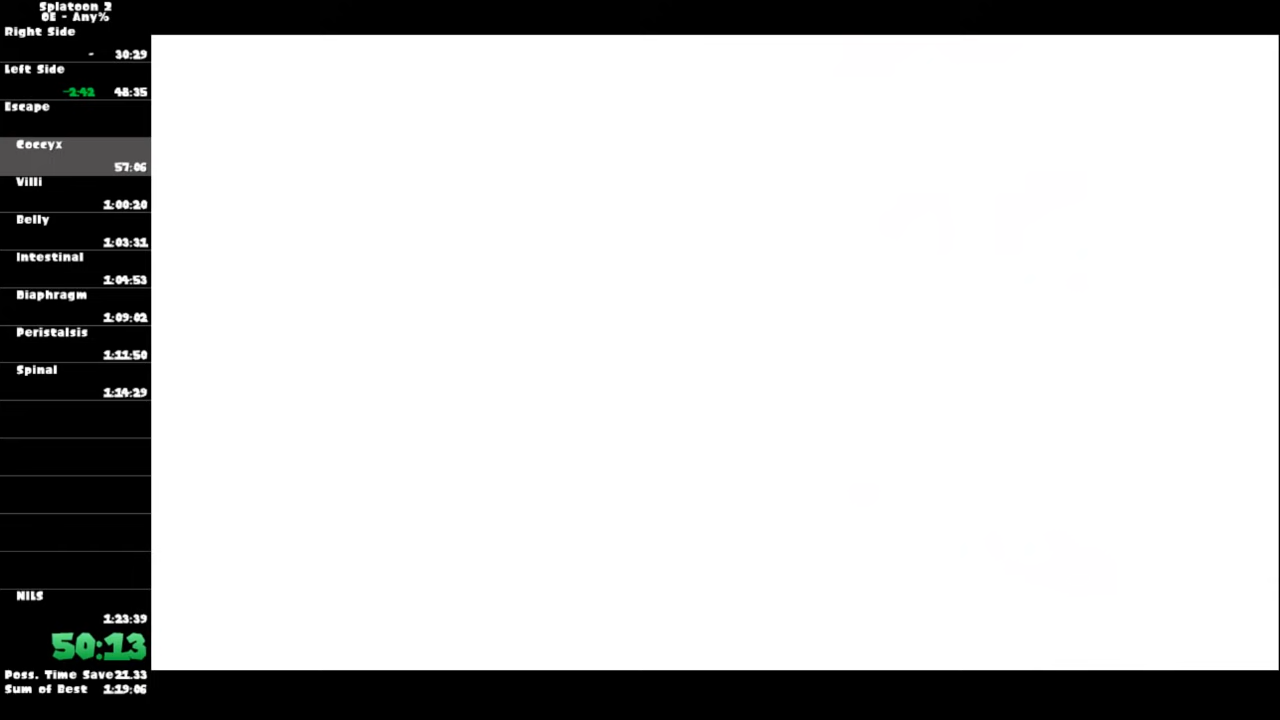 Splatoon 2
OE - Any%
Right Side
- 30:29
Left Side
-2:42 48:35
Escape
Coccyx
57:06
Villi
1:00:20
Belly
1:03:31
Intestinal
1:04:53
Diaphragm
1:09:02
Peristalsis
1:11:50
Spinal
1:14:29
NILS
1:23:39
50:13
Poss. Time Save 21.33
Sum of Best 1:19:06